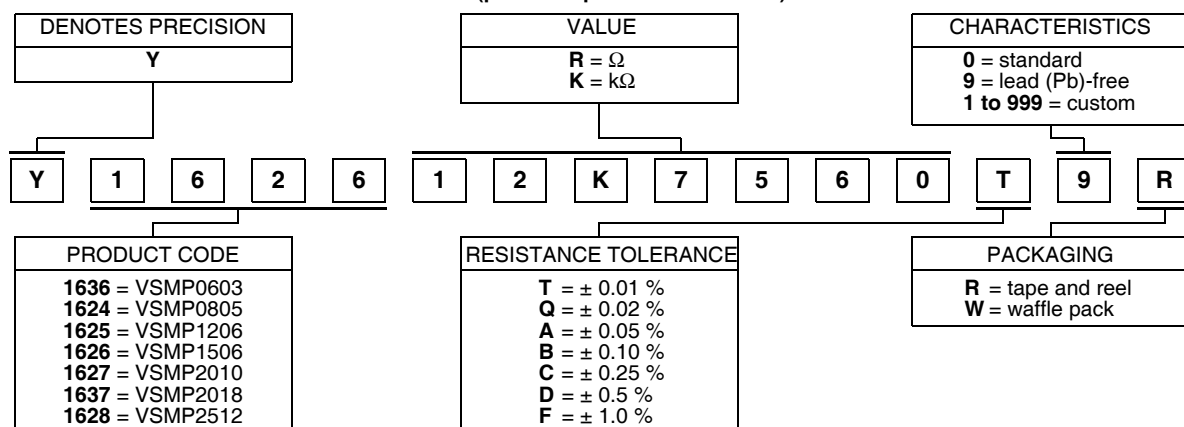 DENOTES PRECISION
Y
VALUE
R = Ω
K = kΩ
CHARACTERISTICS
0 = standard
9 = lead (Pb)-free
1 to 999 = custom
Y 1 6 2 6 1 2 K 7 5 6 0 T 9 R
PRODUCT CODE
1636 = VSMP0603
1624 = VSMP0805
1625 = VSMP1206
1626 = VSMP1506
1627 = VSMP2010
1637 = VSMP2018
1628 = VSMP2512
RESISTANCE TOLERANCE
T = ± 0.01 %
Q = ± 0.02 %
A = ± 0.05 %
B = ± 0.10 %
C = ± 0.25 %
D = ± 0.5 %
F = ± 1.0 %
PACKAGING
R = tape and reel
W = waffle pack